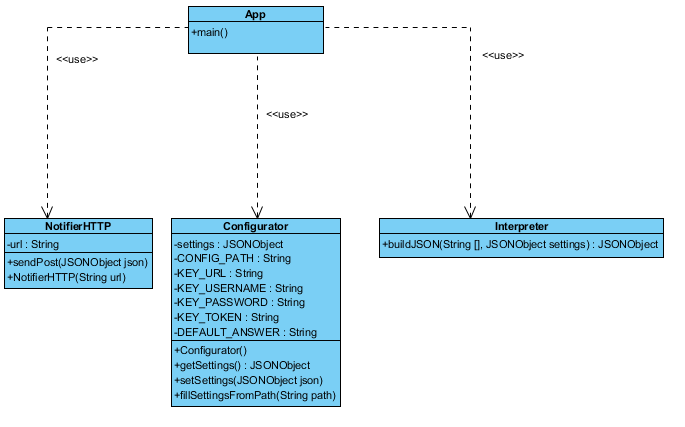 App
+main()
<<use>>
<<use>>
<<use>>
NotifierHTTP
-url : String
+sendPost(JSONObject json)
+NotifierHTTP(String url)
Configurator
-settings : JSONObject
-CONFIG_PATH : String
-KEY_URL : String
-KEY_USERNAME : String
-KEY_PASSWORD : String
-KEY_TOKEN : String
-DEFAULT_ANSWER : String
+Configurator()
+getSettings() : JSONObject
+setSettings(JSONObject json)
+fillSettingsFromPath(String path)
Interpreter
+buildJSON(String [], JSONObject settings) : JSONObject